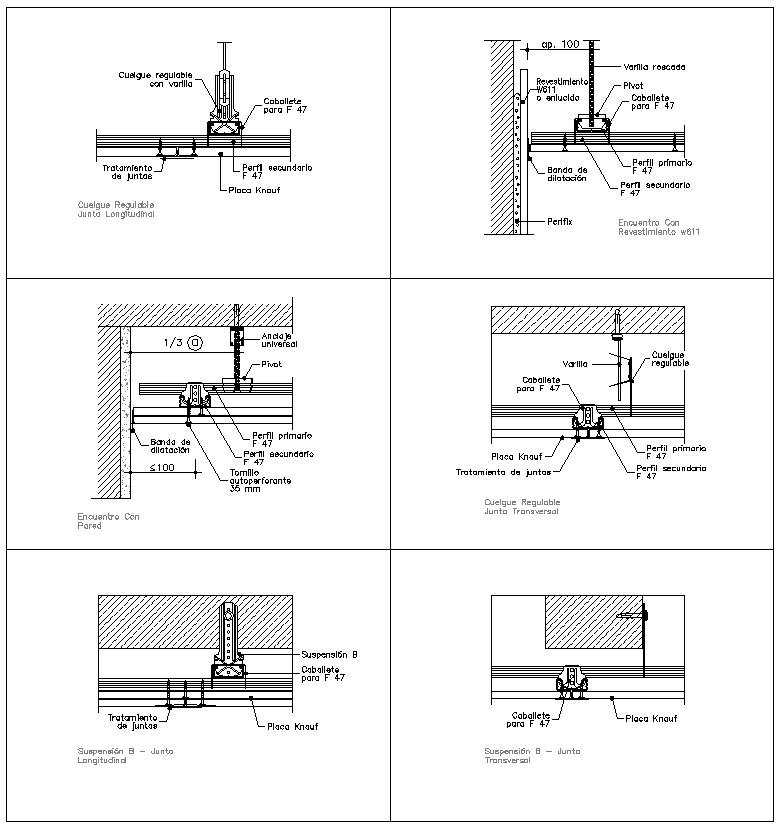 Cuelgue regulable
con varilla
Caballete
para F 47
Tratamiento
de juntas
Perfil secundario
F 47
Placa Knauf
Cuelgue Regulable
Junta Longitudinal
ap. 100
Varilla roscada
Revestimiento
W611
o enlucido
Pivot
Caballete
para F 47
Perfil primario
F 47
Banda de
dilatación
Perfil secundario
F 47
Perlfix
Encuentro Con
Revestimiento w611
1/3 a
Anclaje
universal
Pivot
Perfil primario
F 47
Banda de
dilatación
Perfil secundario
F 47
≤100
Tornillo
autoperforante
35 mm
Encuentro Con
Pared
Varilla
Cuelgue
regulable
Caballete
para F 47
Perfil primario
F 47
Placa Knauf
Tratamiento de juntas
Perfil secundario
F 47
Cuelgue Regulable
Junta Transversal
Suspensión B
Caballete
para F 47
Tratamiento
de juntas
Placa Knauf
Suspensión B - Junta
Longitudinal
Caballete
para F 47
Placa Knauf
Suspensión B - Junta
Transversal